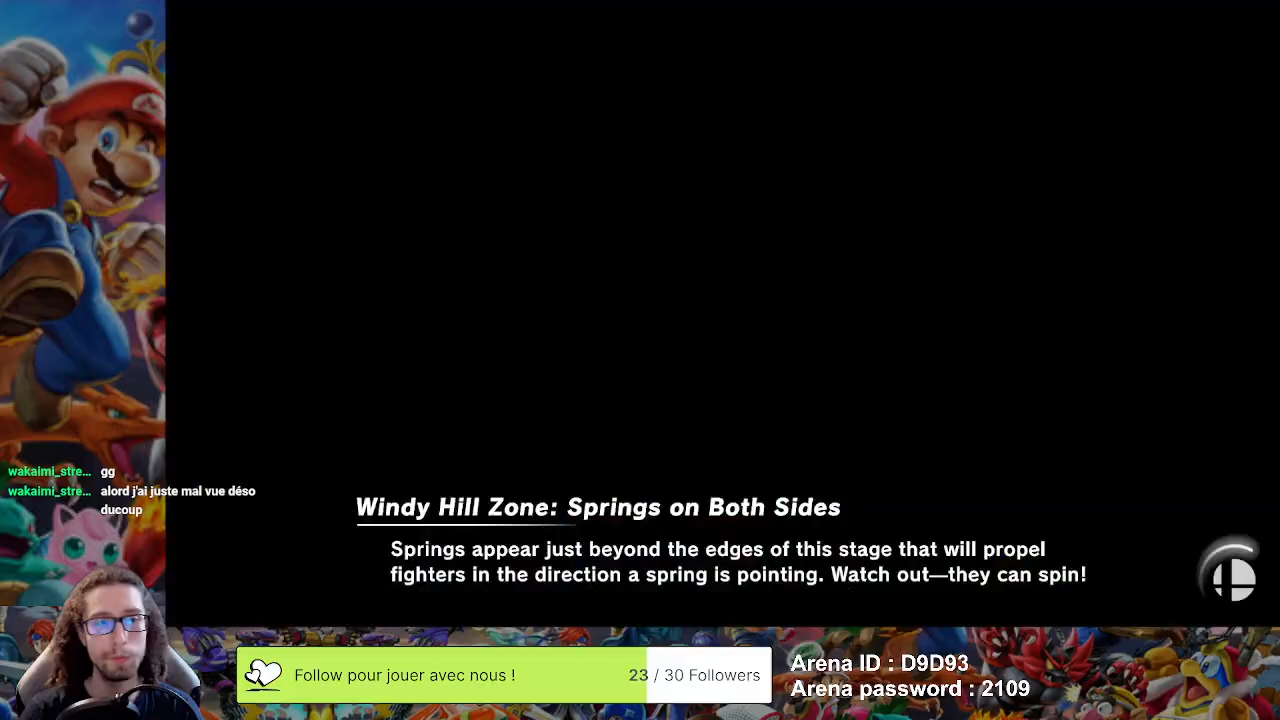 wakaimi_stre... gg
wakaimi_stre... alord j'ai juste mal vue déso
ducoup
Windy Hill Zone: Springs on Both Sides
Springs appear just beyond the edges of this stage that will propel
fighters in the direction a spring is pointing. Watch out—they can spin!
Follow pour jouer avec nous ! 23 / 30 Followers
Arena ID : D9D93
Arena password : 2109